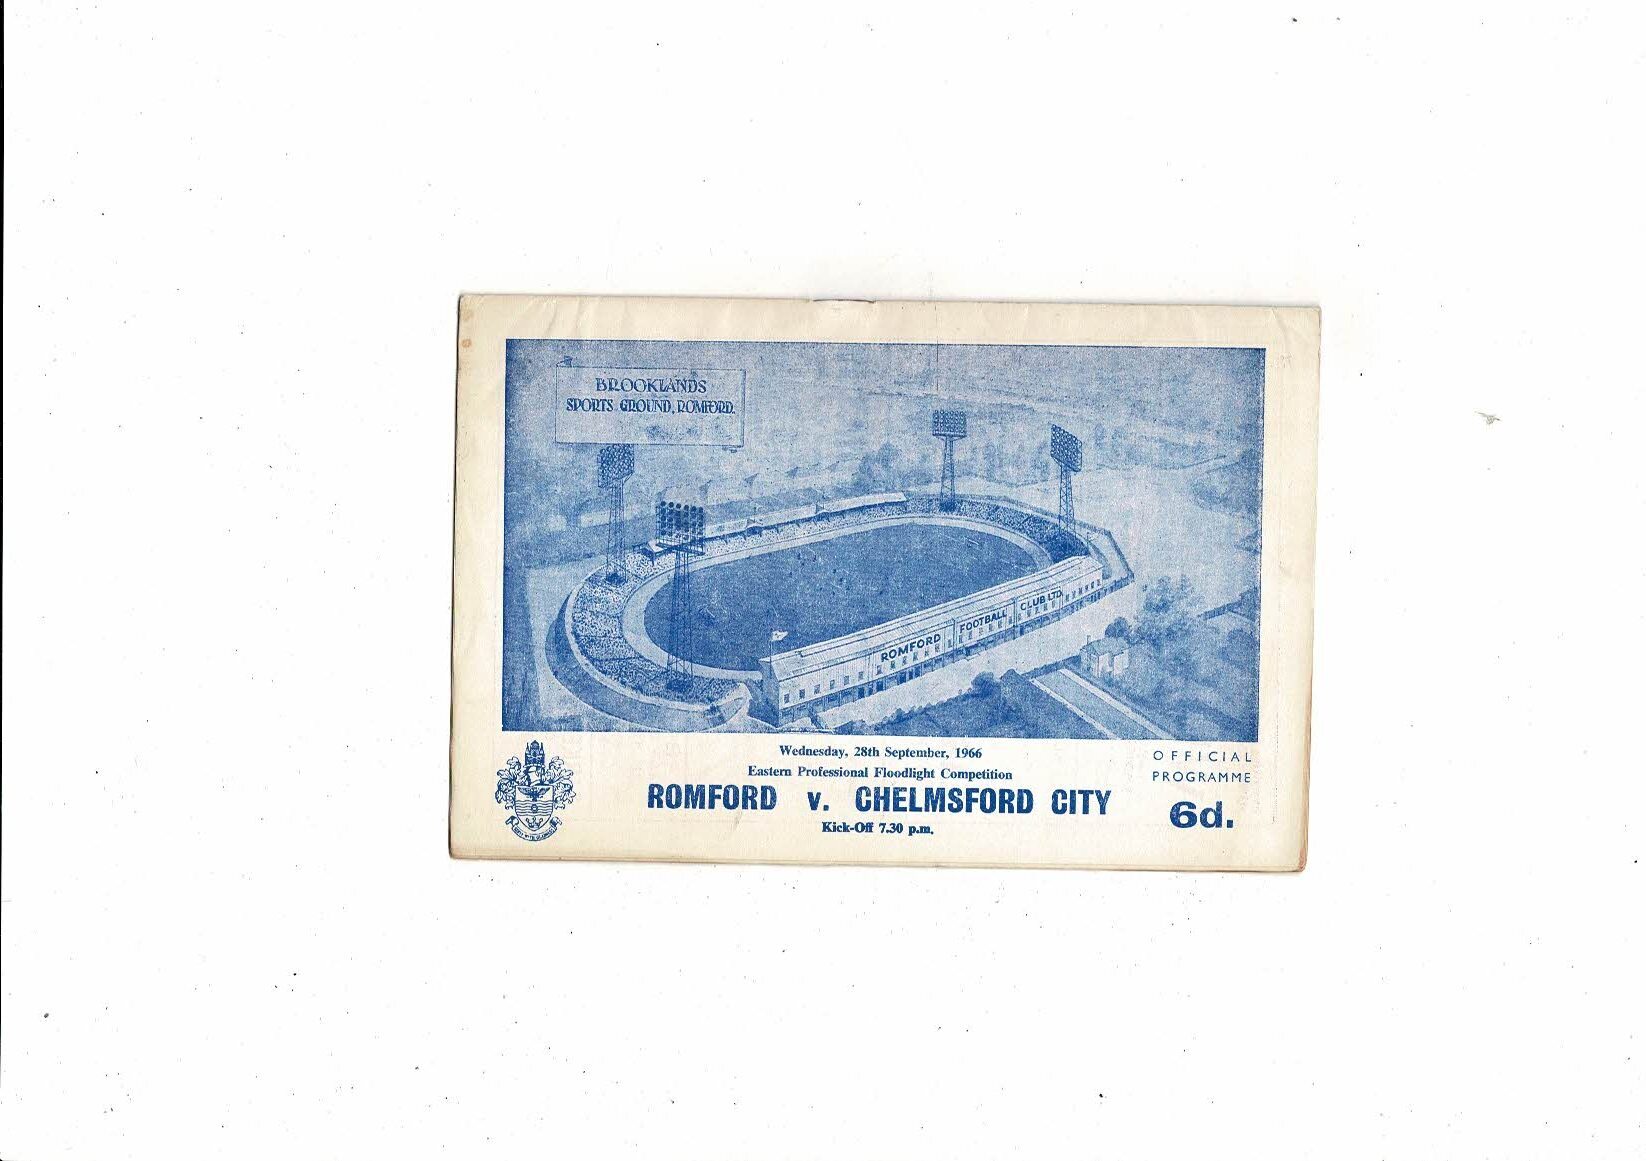 BROOKLANDS
SPORTS GROUND, ROMFORD.
ROMFORD FOOTBALL CLUB LTD
Wednesday, 28th September, 1966
Eastern Professional Floodlight Competition
ROMFORD v. CHELMSFORD CITY
Kick-Off 7.30 p.m.
OFFICIAL
PROGRAMME
6d.